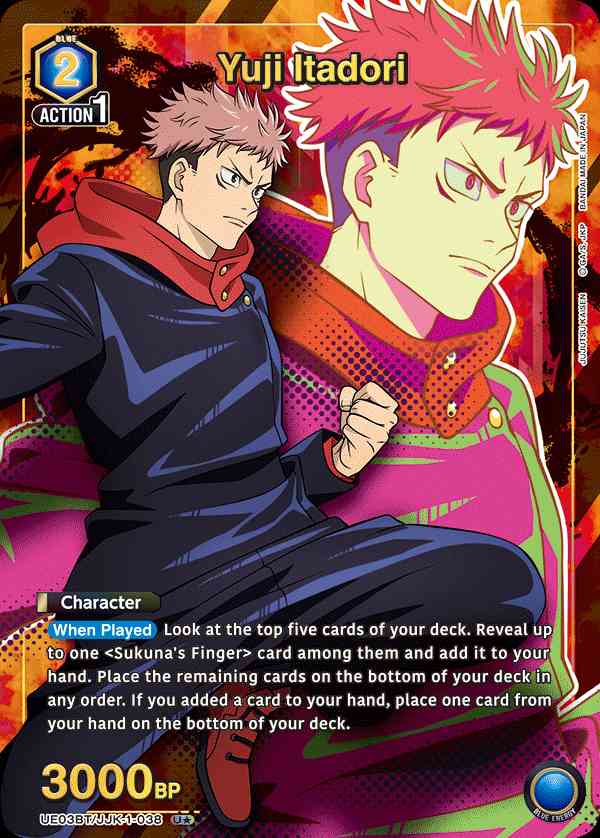 BLUE
2
ACTION 1
Yuji Itadori
JUJUTSU KAISEN © GA/S, JKP BANDAI MADE IN JAPAN
Character
When Played Look at the top five cards of your deck. Reveal up
to one <Sukuna's Finger> card among them and add it to your
hand. Place the remaining cards on the bottom of your deck in
any order. If you added a card to your hand, place one card from
your hand on the bottom of your deck.
3000 BP
UE03BT/JJK-1-038 U★
BLUE ENERGY